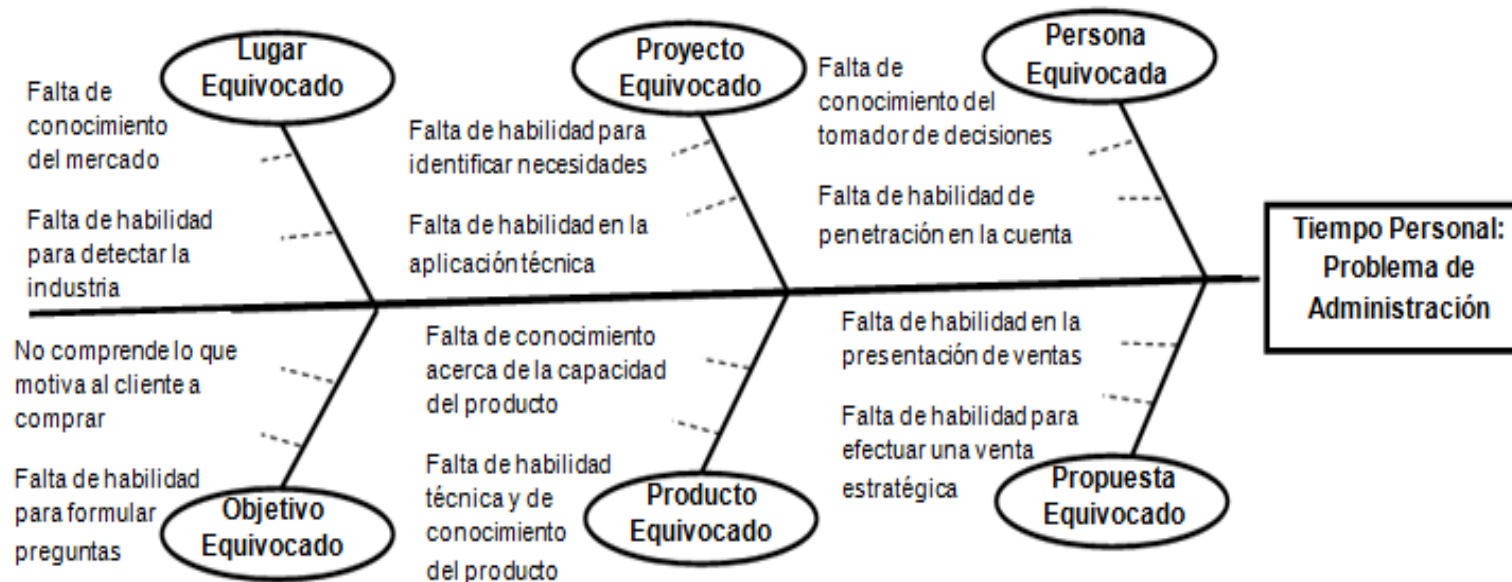 Lugar
Equivocado
Falta de
conocimiento
del mercado
Falta de habilidad
para detectar la
industria
Proyecto
Equivocado
Falta de habilidad para
identificar necesidades
Falta de habilidad en la
aplicación técnica
Persona
Equivocada
Falta de
conocimiento del
tomador de decisiones
Falta de habilidad de
penetración en la cuenta
Tiempo Personal:
Problema de
Administración
No comprende lo que
motiva al cliente a
comprar
Falta de habilidad
para formular
preguntas
Objetivo
Equivocado
Falta de conocimiento
acerca de la capacidad
del producto
Falta de habilidad
técnica y de
conocimiento
del producto
Producto
Equivocado
Falta de habilidad en la
presentación de ventas
Falta de habilidad para
efectuar una venta
estratégica
Propuesta
Equivocado